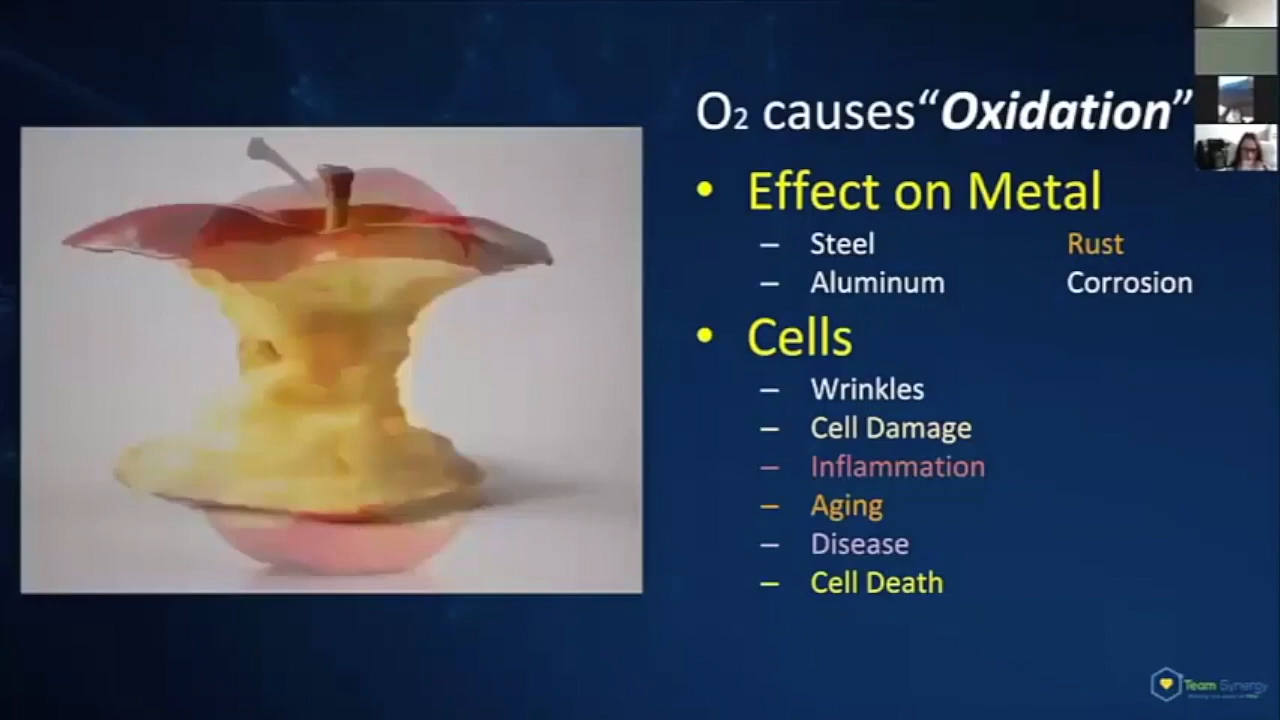 O2 causes“Oxidation”
• Effect on Metal
– Steel Rust
– Aluminum Corrosion
• Cells
– Wrinkles
– Cell Damage
– Inflammation
– Aging
– Disease
– Cell Death
Team Synergy